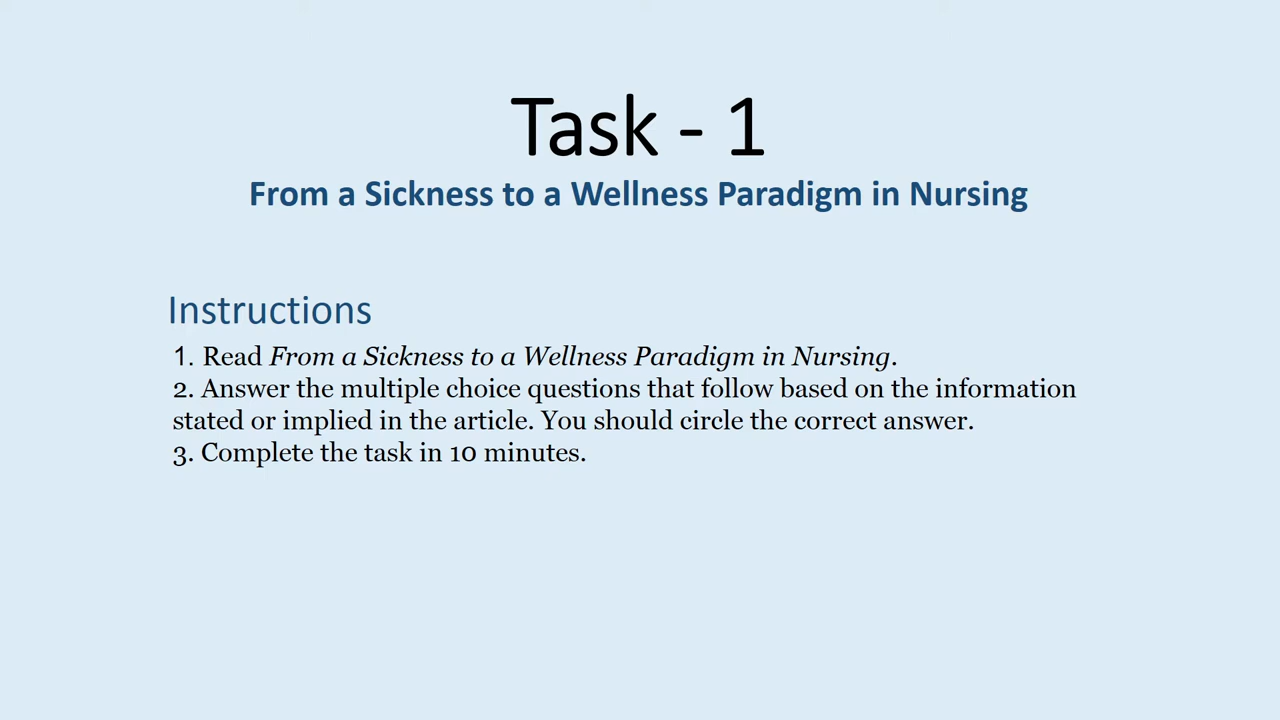 Task - 1
From a Sickness to a Wellness Paradigm in Nursing
Instructions
1. Read From a Sickness to a Wellness Paradigm in Nursing.
2. Answer the multiple choice questions that follow based on the information
stated or implied in the article. You should circle the correct answer.
3. Complete the task in 10 minutes.